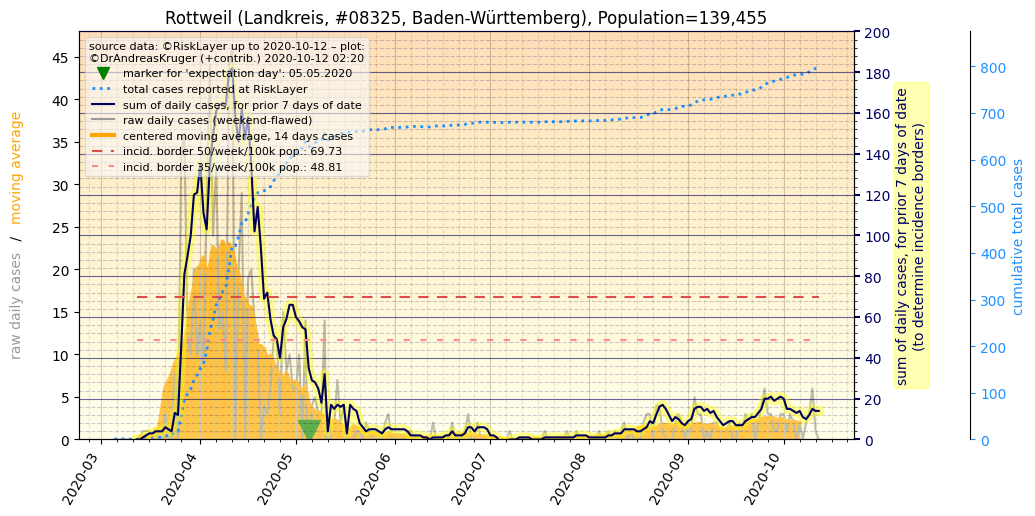 Rottweil (Landkreis, #08325, Baden-Württemberg), Population=139,455
source data: ©RiskLayer up to 2020-10-12 – plot:
©DrAndreasKruger (+contrib.) 2020-10-12 02:20
marker for 'expectation day': 05.05.2020
total cases reported at RiskLayer
sum of daily cases, for prior 7 days of date
raw daily cases (weekend-flawed)
centered moving average, 14 days cases
incid. border 50/week/100k pop.: 69.73
incid. border 35/week/100k pop.: 48.81
raw daily cases / moving average
45
40
35
30
25
20
15
10
5
0
2020-03
2020-04
2020-05
2020-06
2020-07
2020-08
2020-09
2020-10
200
180
160
140
120
100
80
60
40
20
0
sum of daily cases, for prior 7 days of date
(to determine incidence borders)
800
700
600
500
400
300
200
100
0
cumulative total cases